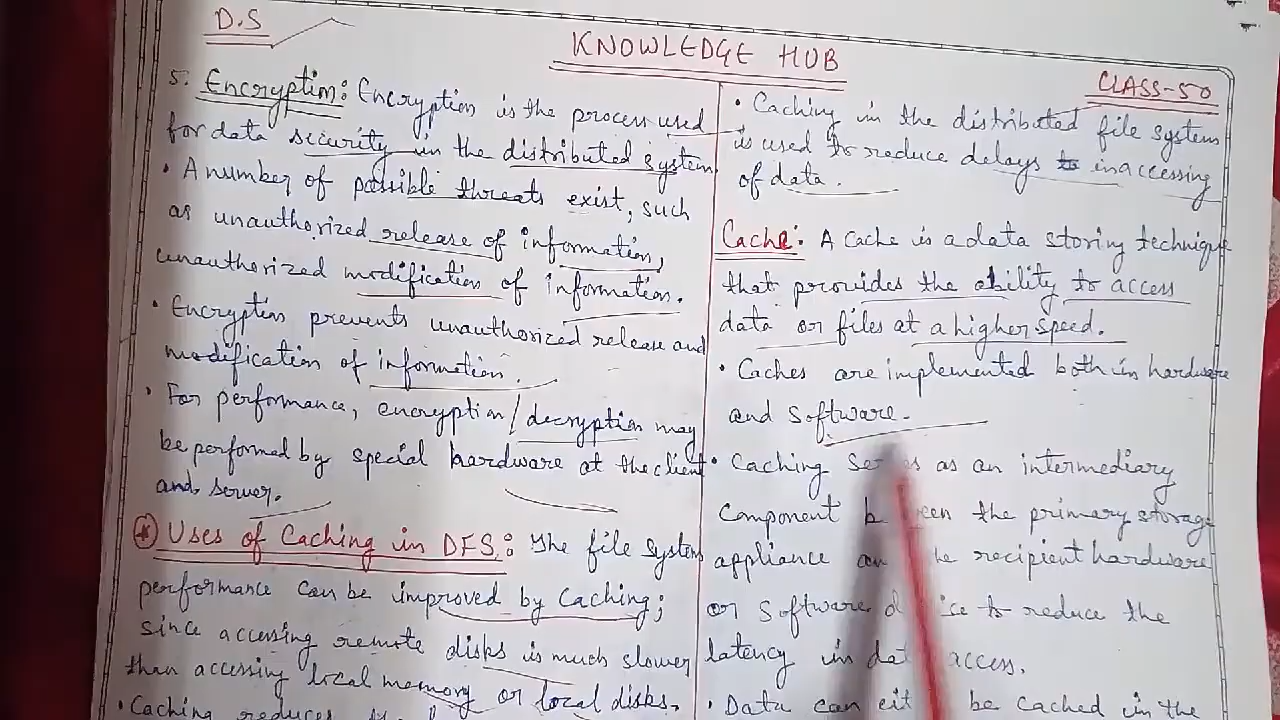 D.S
KNOWLEDGE HUB
CLASS-50
5. Encryption: Encryption is the process used
for data security in the distributed system
• A number of possible threats exist, such
as unauthorized release of information,
unauthorized modification of information.
• Encryption prevents unauthorized release and
modification of information.
• For performance, encryption/decryption may
be performed by special hardware at the client
and server.
* Uses of Caching in DFS: The file system
performance can be improved by caching;
since accessing remote disks is much slower
than accessing local memory or local disks.
• Caching reduces
• Caching in the distributed file system
is used to reduce delays in accessing
of data.
Cache: A cache is a data storing technique
that provides the ability to access
data or files at a higher speed.
• Caches are implemented both in hardware
and software.
• Caching as an intermediary
component the primary storage
appliance recipient hardware
or software to reduce the
latency in access.
• Data can be cached in the